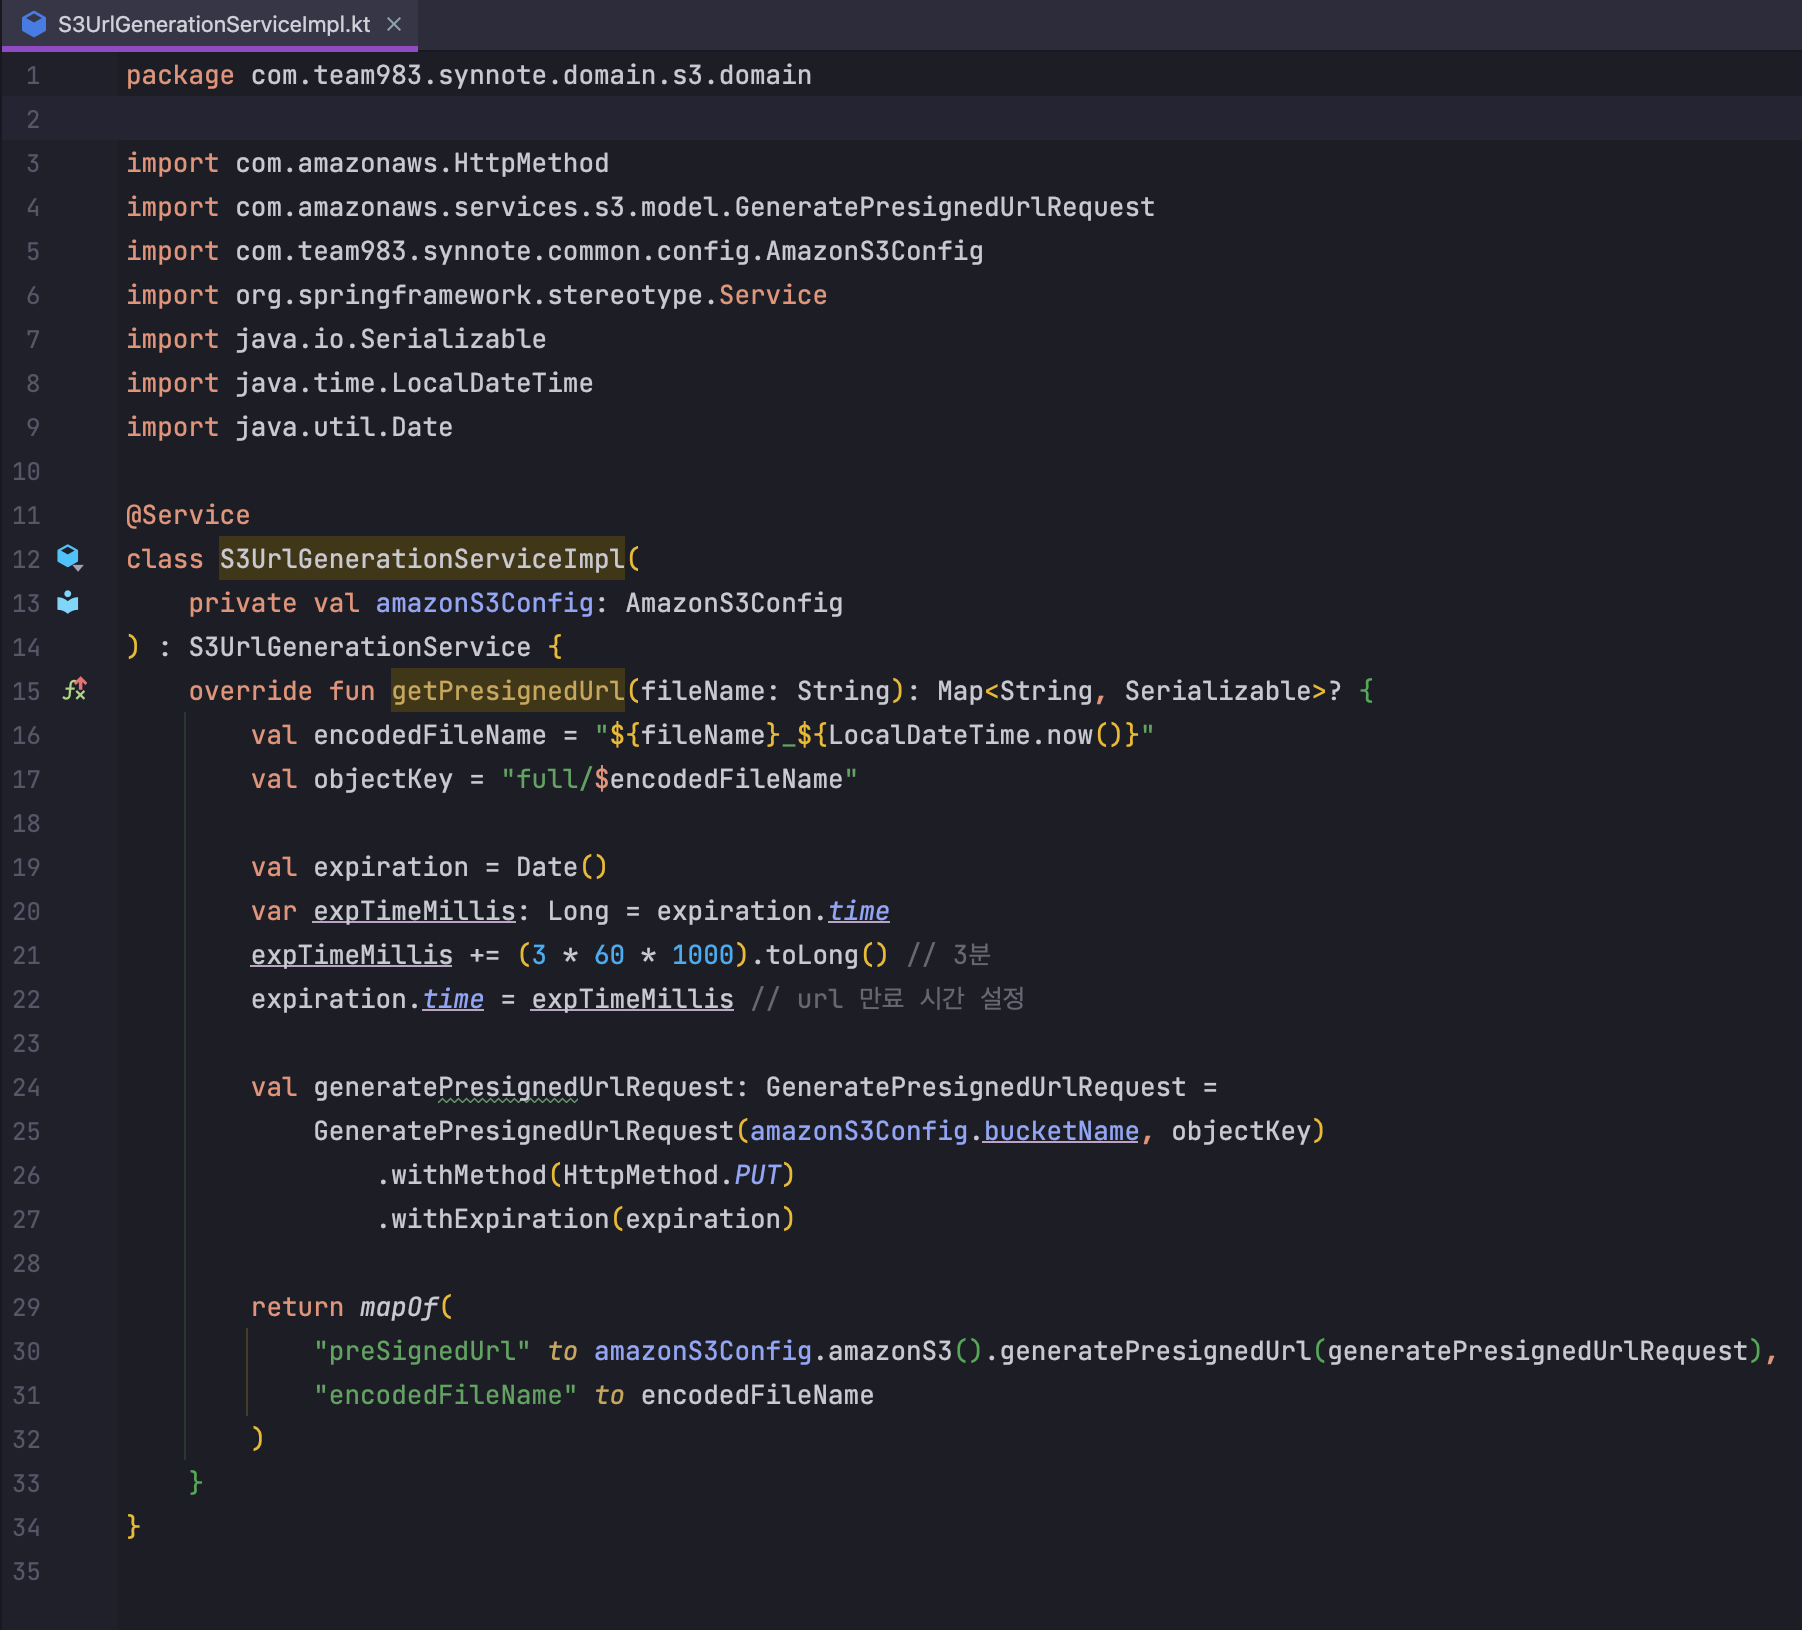 S3UrlGenerationServiceImpl.kt
1 package com.team983.synnote.domain.s3.domain
2
3 import com.amazonaws.HttpMethod
4 import com.amazonaws.services.s3.model.GeneratePresignedUrlRequest
5 import com.team983.synnote.common.config.AmazonS3Config
6 import org.springframework.stereotype.Service
7 import java.io.Serializable
8 import java.time.LocalDateTime
9 import java.util.Date
10
11 @Service
12 class S3UrlGenerationServiceImpl(
13     private val amazonS3Config: AmazonS3Config
14 ) : S3UrlGenerationService {
15     override fun getPresignedUrl(fileName: String): Map<String, Serializable>? {
16         val encodedFileName = "${fileName}_${LocalDateTime.now()}"
17         val objectKey = "full/$encodedFileName"
18
19         val expiration = Date()
20         var expTimeMillis: Long = expiration.time
21         expTimeMillis += (3 * 60 * 1000).toLong() // 3분
22         expiration.time = expTimeMillis // url 만료 시간 설정
23
24         val generatePresignedUrlRequest: GeneratePresignedUrlRequest =
25             GeneratePresignedUrlRequest(amazonS3Config.bucketName, objectKey)
26                 .withMethod(HttpMethod.PUT)
27                 .withExpiration(expiration)
28
29         return mapOf(
30             "preSignedUrl" to amazonS3Config.amazonS3().generatePresignedUrl(generatePresignedUrlRequest),
31             "encodedFileName" to encodedFileName
32         )
33     }
34 }
35